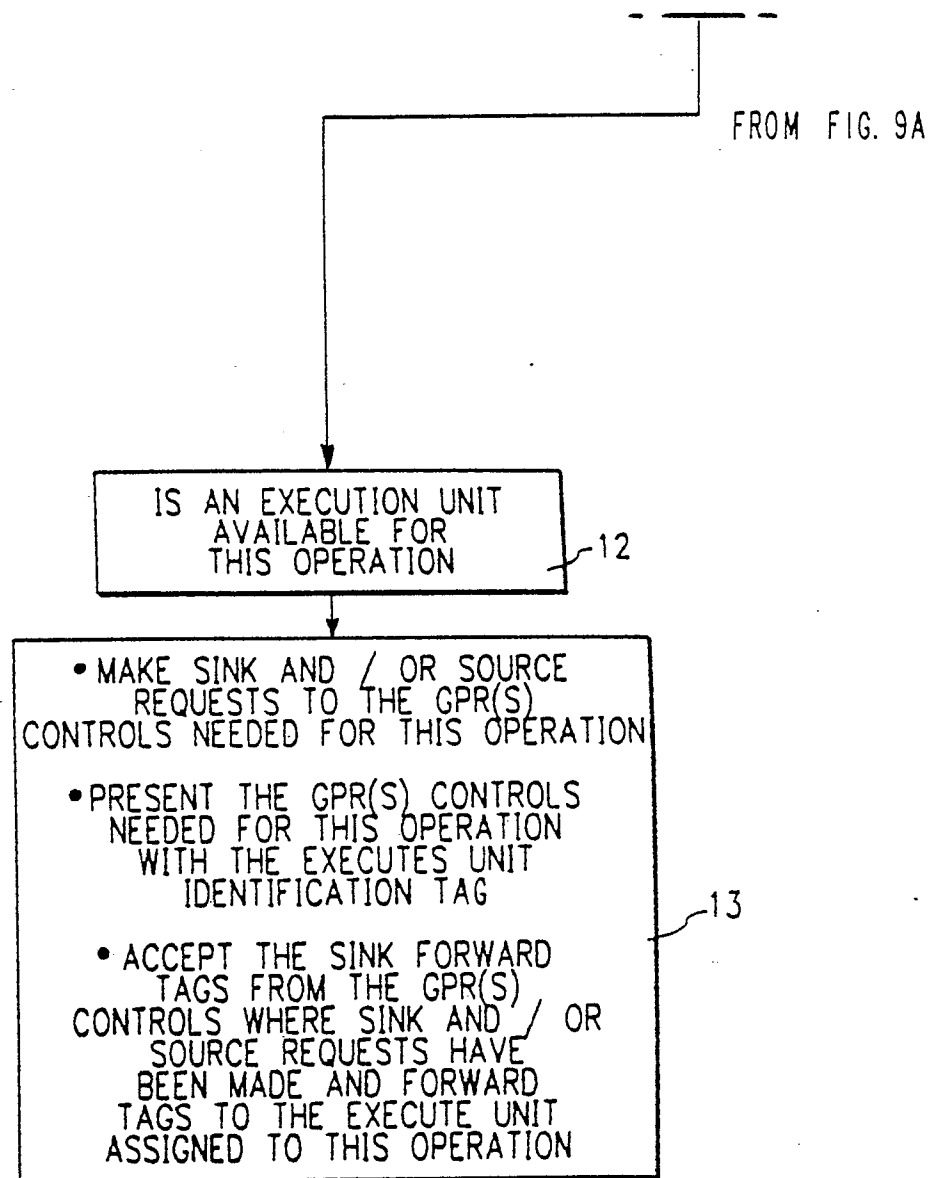 FROM FIG. 9A
IS AN EXECUTION UNIT
AVAILABLE FOR
THIS OPERATION
12
• MAKE SINK AND / OR SOURCE
REQUESTS TO THE GPR(S)
CONTROLS NEEDED FOR THIS OPERATION
• PRESENT THE GPR(S) CONTROLS
NEEDED FOR THIS OPERATION
WITH THE EXECUTES UNIT
IDENTIFICATION TAG
13
• ACCEPT THE SINK FORWARD
TAGS FROM THE GPR(S)
CONTROLS WHERE SINK AND / OR
SOURCE REQUESTS HAVE
BEEN MADE AND FORWARD
TAGS TO THE EXECUTE UNIT
ASSIGNED TO THIS OPERATION